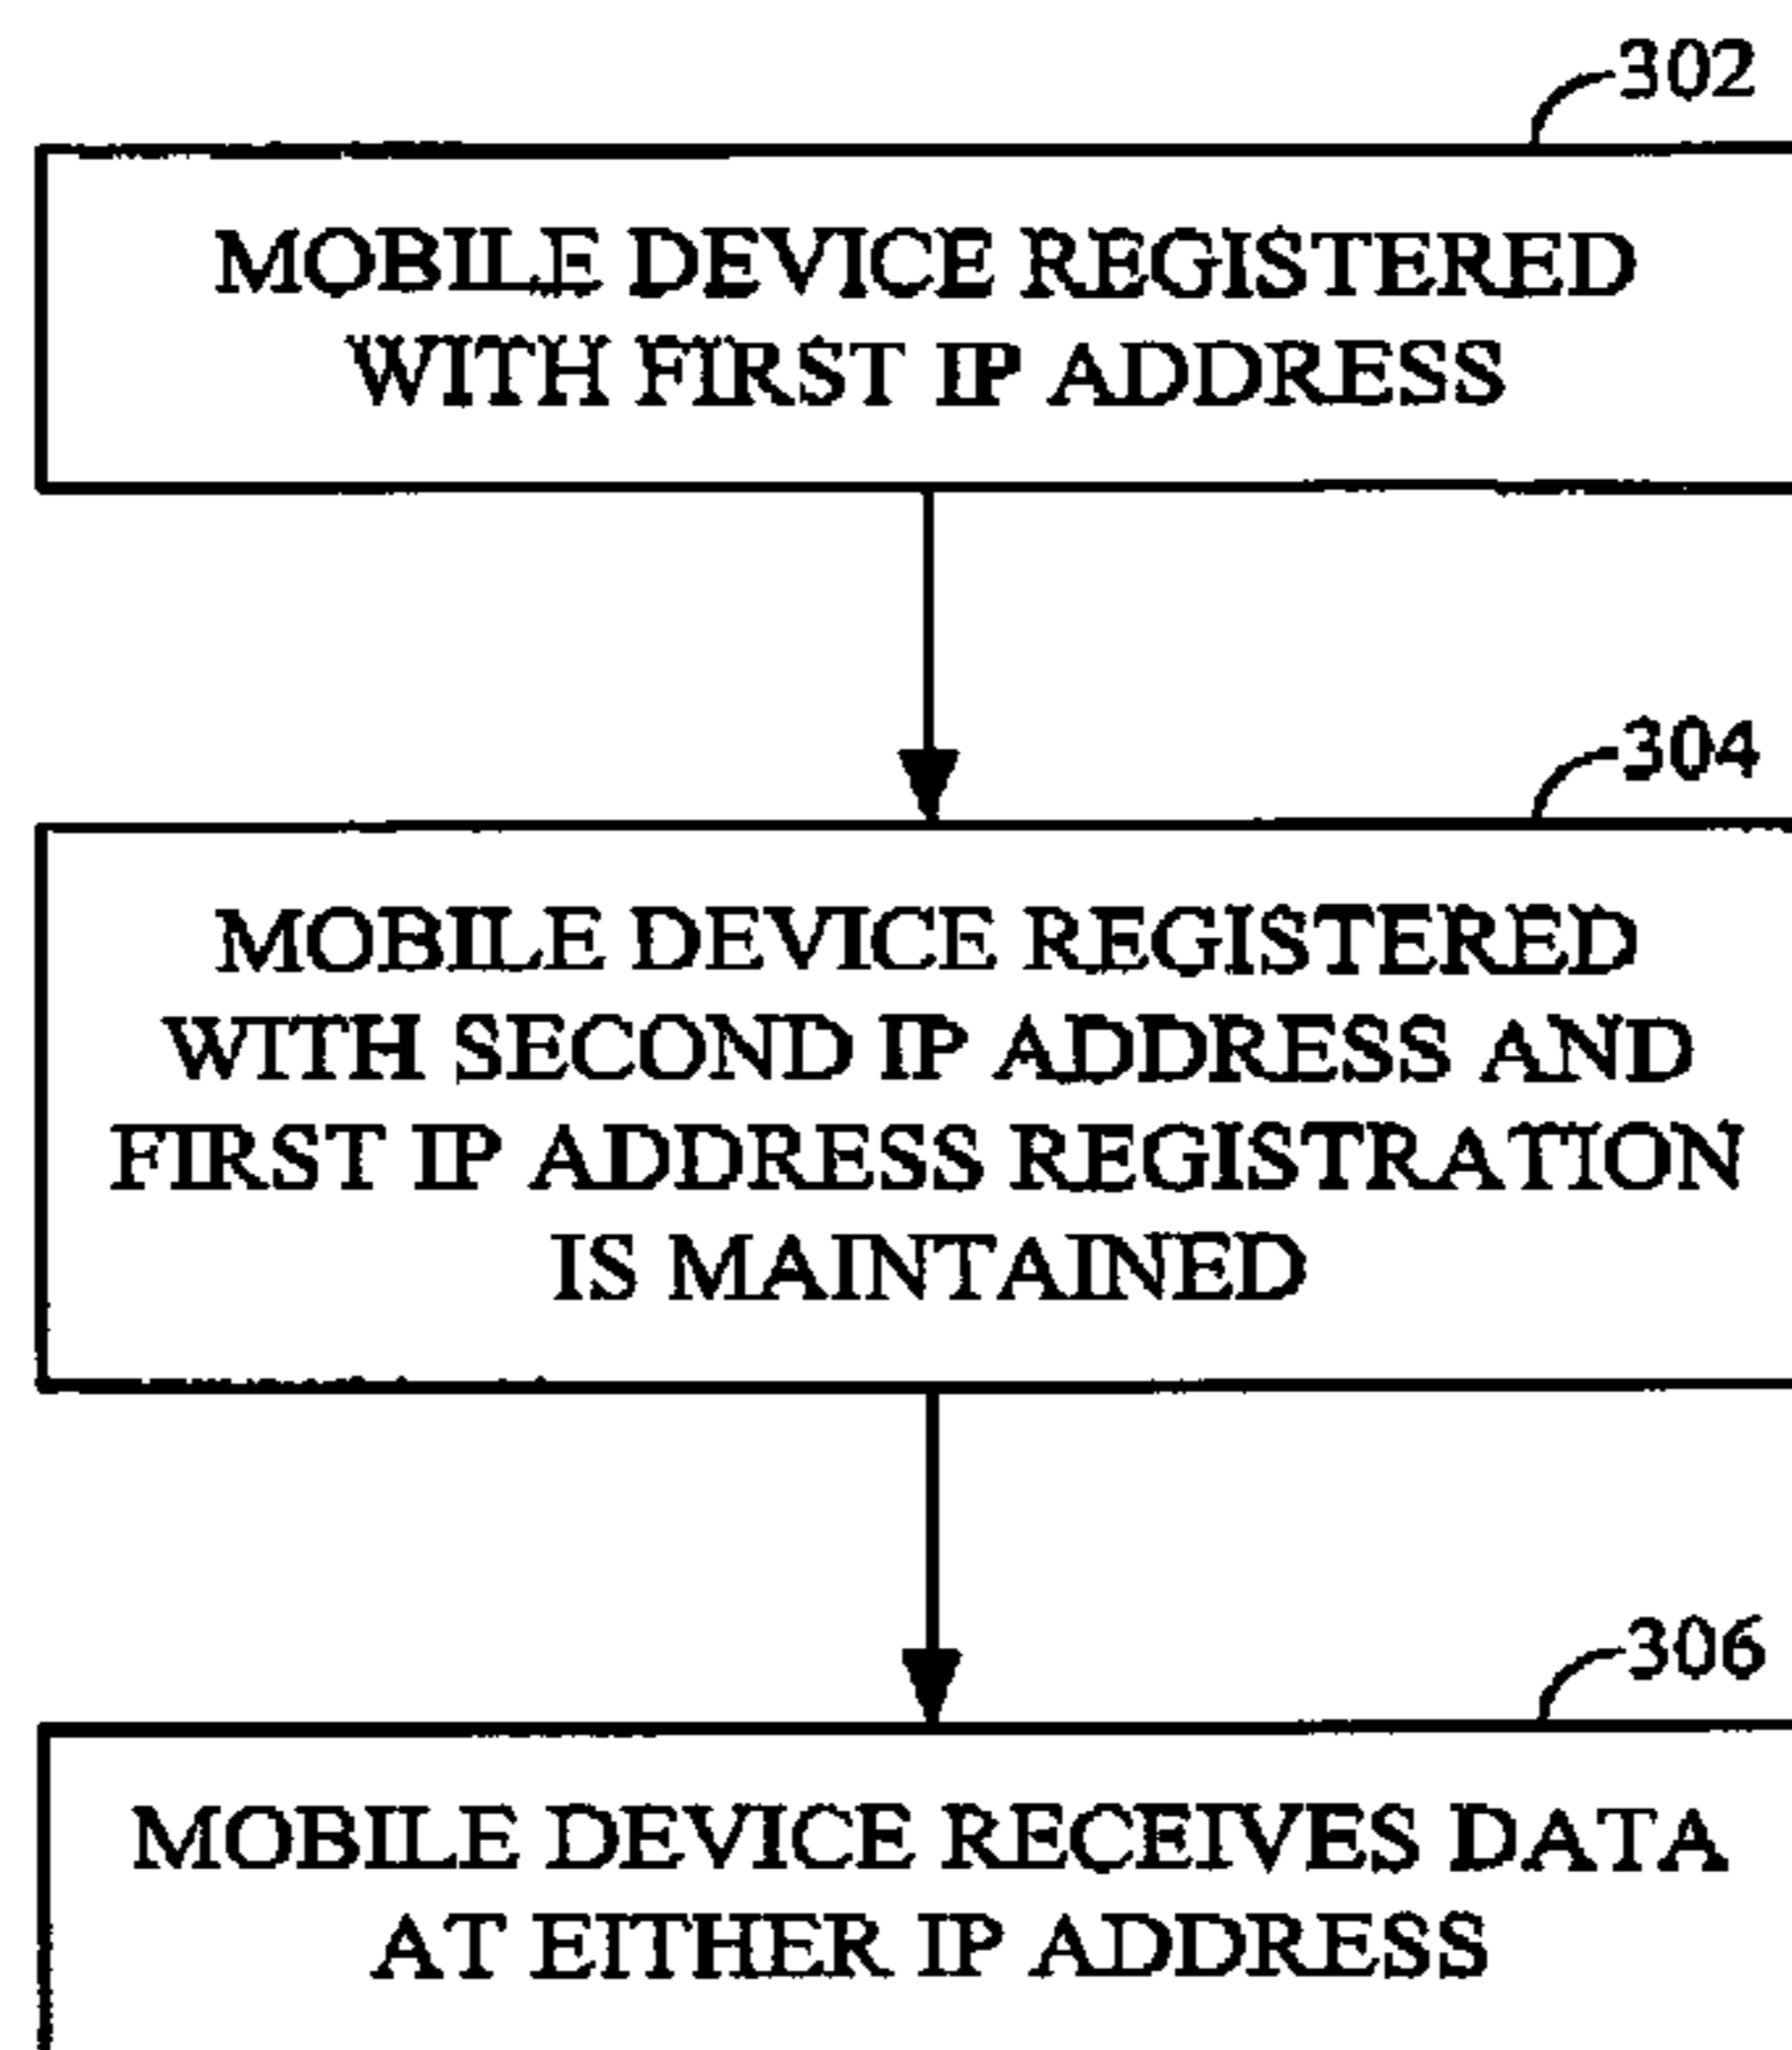 302
MOBILE DEVICE REGISTERED
WITH FIRST IP ADDRESS
304
MOBILE DEVICE REGISTERED
WITH SECOND IP ADDRESS AND
FIRST IP ADDRESS REGISTRATION
IS MAINTAINED
306
MOBILE DEVICE RECEIVES DATA
AT EITHER IP ADDRESS